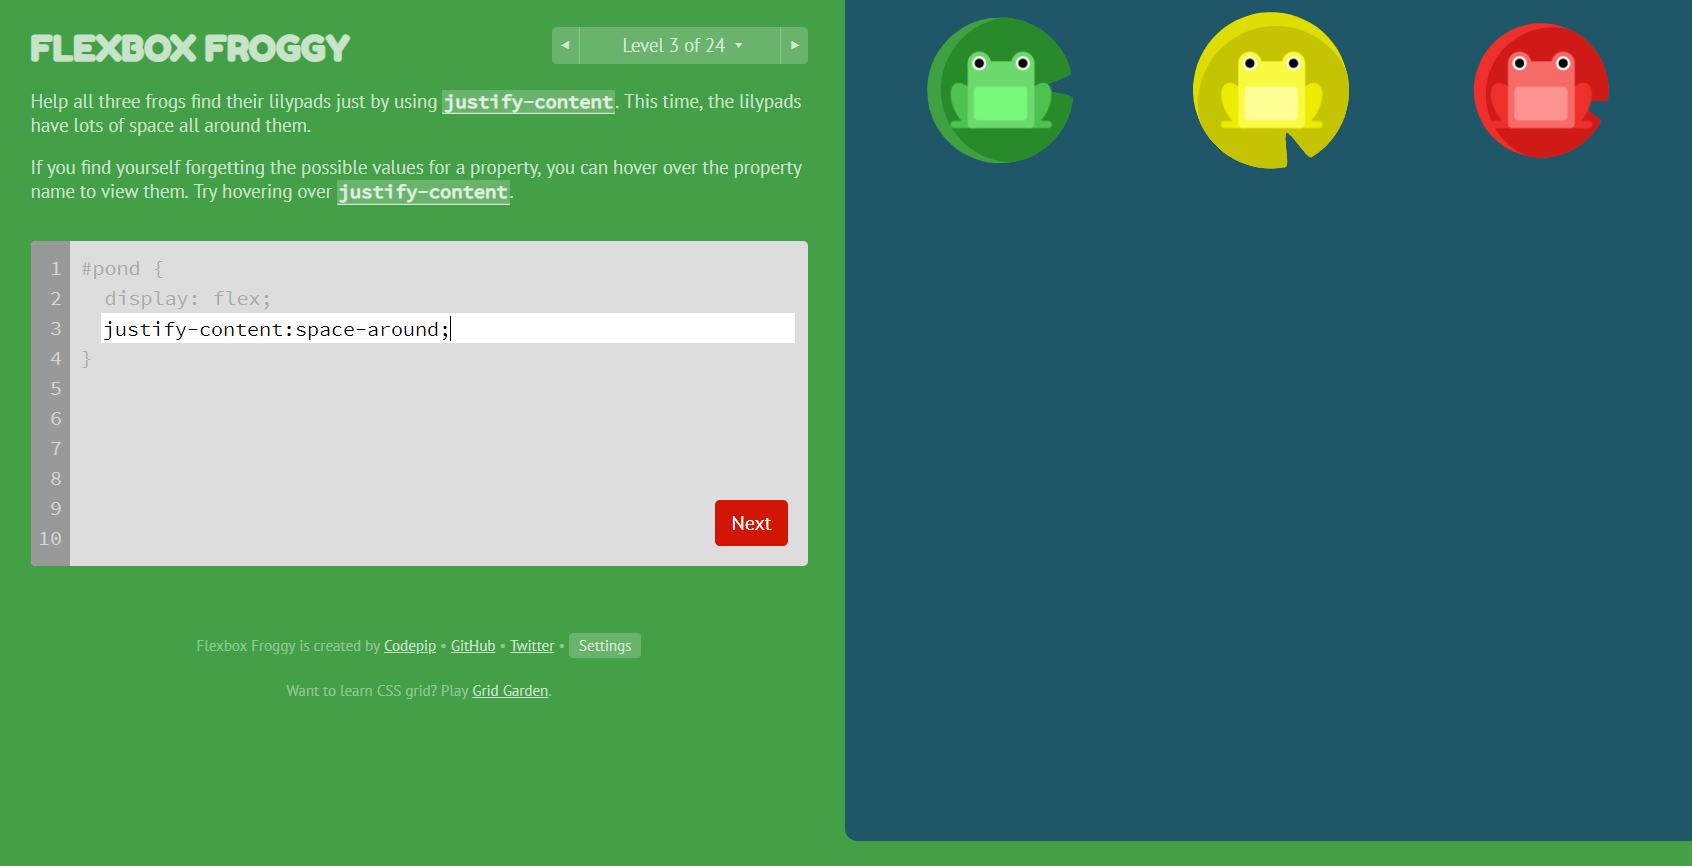 FLEXBOX FROGGY
◀ Level 3 of 24 ▾ ▶
Help all three frogs find their lilypads just by using justify-content. This time, the lilypads
have lots of space all around them.
If you find yourself forgetting the possible values for a property, you can hover over the property
name to view them. Try hovering over justify-content.
1 #pond {
2 display: flex;
3 justify-content:space-around;
4 }
5
6
7
8
9
10
Next
Flexbox Froggy is created by Codepip • GitHub • Twitter • Settings
Want to learn CSS grid? Play Grid Garden.